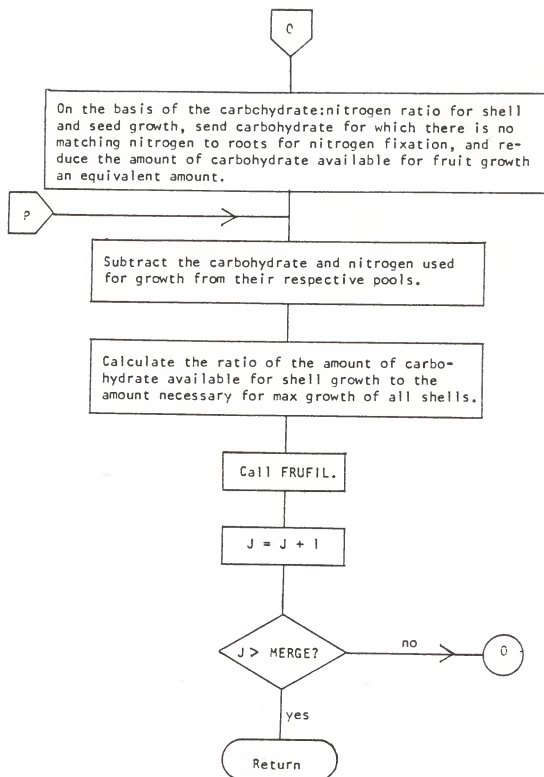 On the basis of the carbohydrate:nitrogen ratio for shell
and seed growth, send carbohydrate for which there is no
matching nitrogen to roots for nitrogen fixation, and re-
duce the amount of carbohydrate available for fruit growth
an equivalent amount.
P
Subtract the carbohydrate and nitrogen used
for growth from their respective pools.
Calculate the ratio of the amount of carbo-
hydrate available for shell growth to the
amount necessary for max growth of all shells.
Call FRUFIL.
J = J + 1
J > MERGE?
no
O
yes
Return